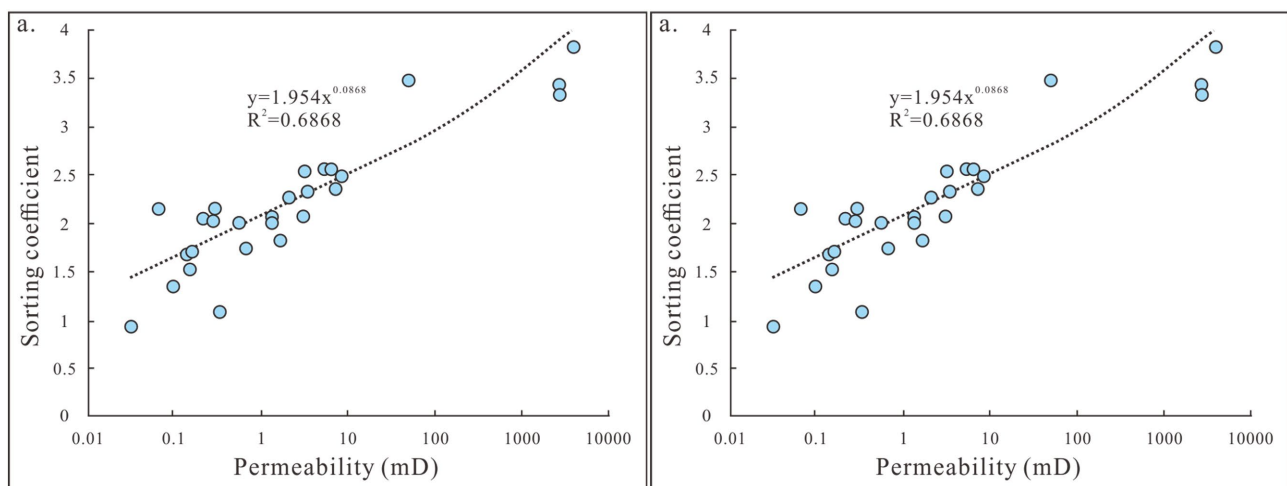 a.
4
3.5
3
2.5
2
1.5
1
0.5
0
Sorting coefficient
y=1.954x^0.0868
R²=0.6868
0.01 0.1 1 10 100 1000 10000
Permeability (mD)
a.
4
3.5
3
2.5
2
1.5
1
0.5
0
Sorting coefficient
y=1.954x^0.0868
R²=0.6868
0.01 0.1 1 10 100 1000 10000
Permeability (mD)